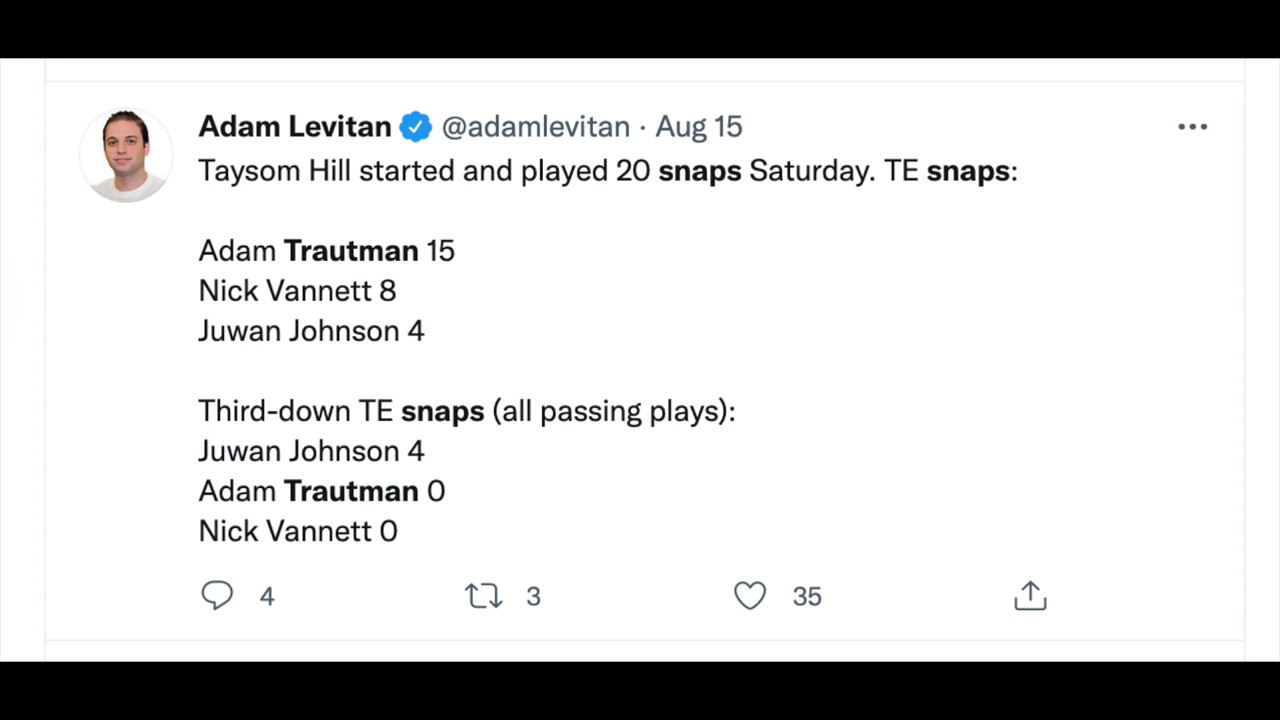 Adam Levitan @adamlevitan · Aug 15
Taysom Hill started and played 20 snaps Saturday. TE snaps:
Adam Trautman 15
Nick Vannett 8
Juwan Johnson 4
Third-down TE snaps (all passing plays):
Juwan Johnson 4
Adam Trautman 0
Nick Vannett 0
4 3 35